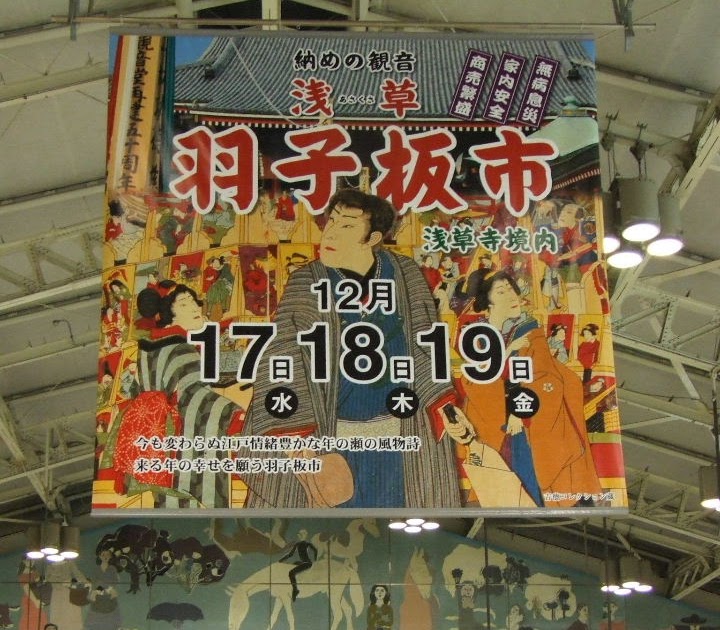 納めの観音
浅草
あさくさ
羽子板市
無病息災
家内安全
商売繁盛
浅草寺境内
12月
17日 18日 19日
水 木 金
今も変わらぬ江戸情緒豊かな年の瀬の風物詩
来る年の幸せを願う羽子板市